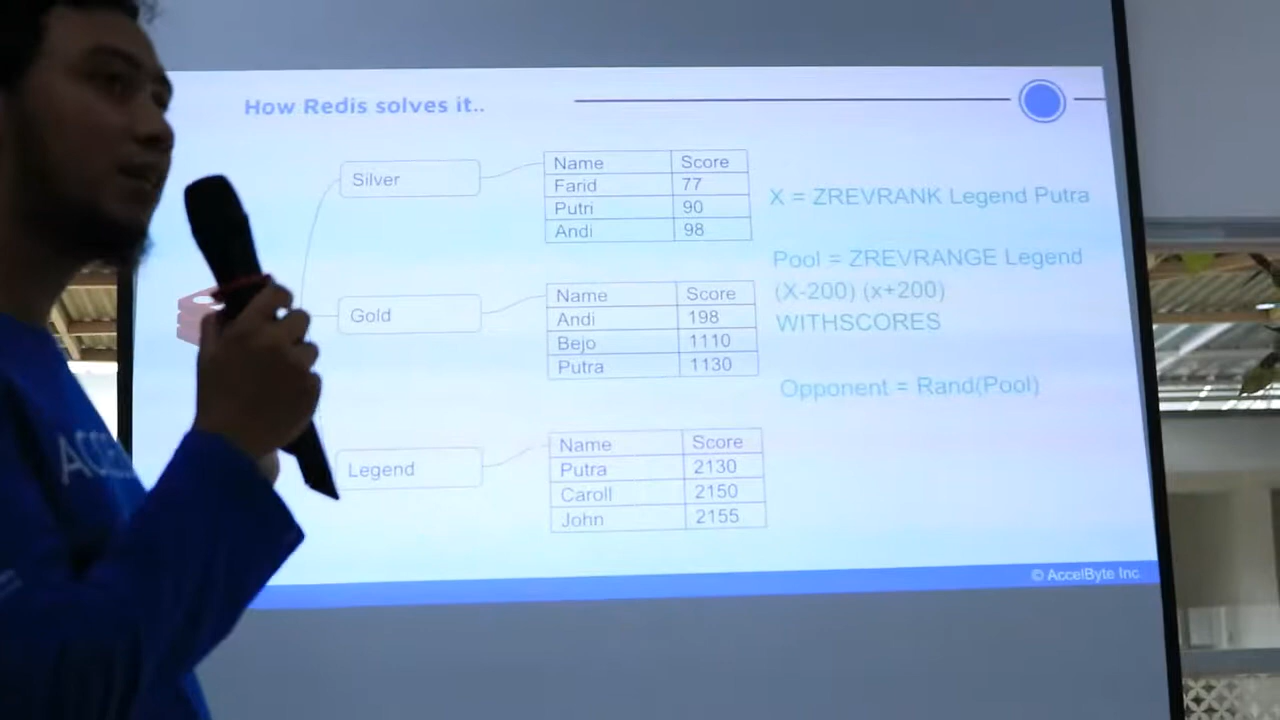 How Redis solves it..
Silver
Name Score
Farid 77
Putri 90
Andi 98
X = ZREVRANK Legend Putra
Pool = ZREVRANGE Legend
(X-200) (x+200)
WITHSCORES
Opponent = Rand(Pool)
Gold
Name Score
Andi 198
Bejo 1110
Putra 1130
Legend
Name Score
Putra 2130
Caroll 2150
John 2155
© AccelByte Inc